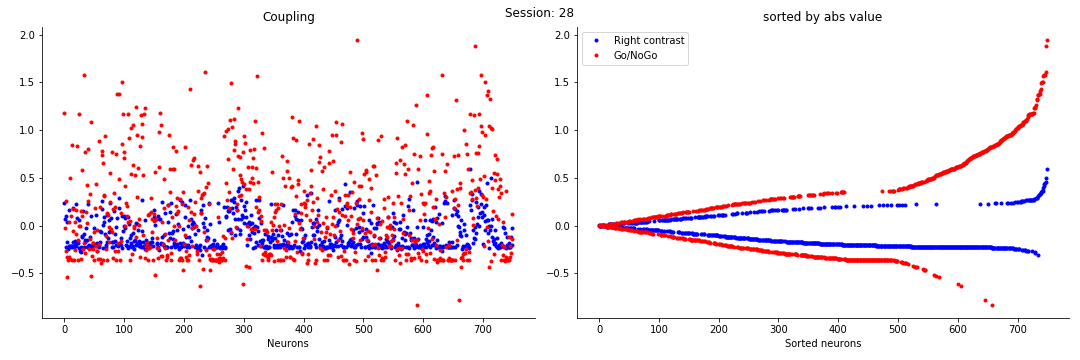 Session: 28
Coupling
2.0
1.5
1.0
0.5
0.0
−0.5
0 100 200 300 400 500 600 700
Neurons
sorted by abs value
Right contrast
Go/NoGo
2.0
1.5
1.0
0.5
0.0
−0.5
0 100 200 300 400 500 600 700
Sorted neurons